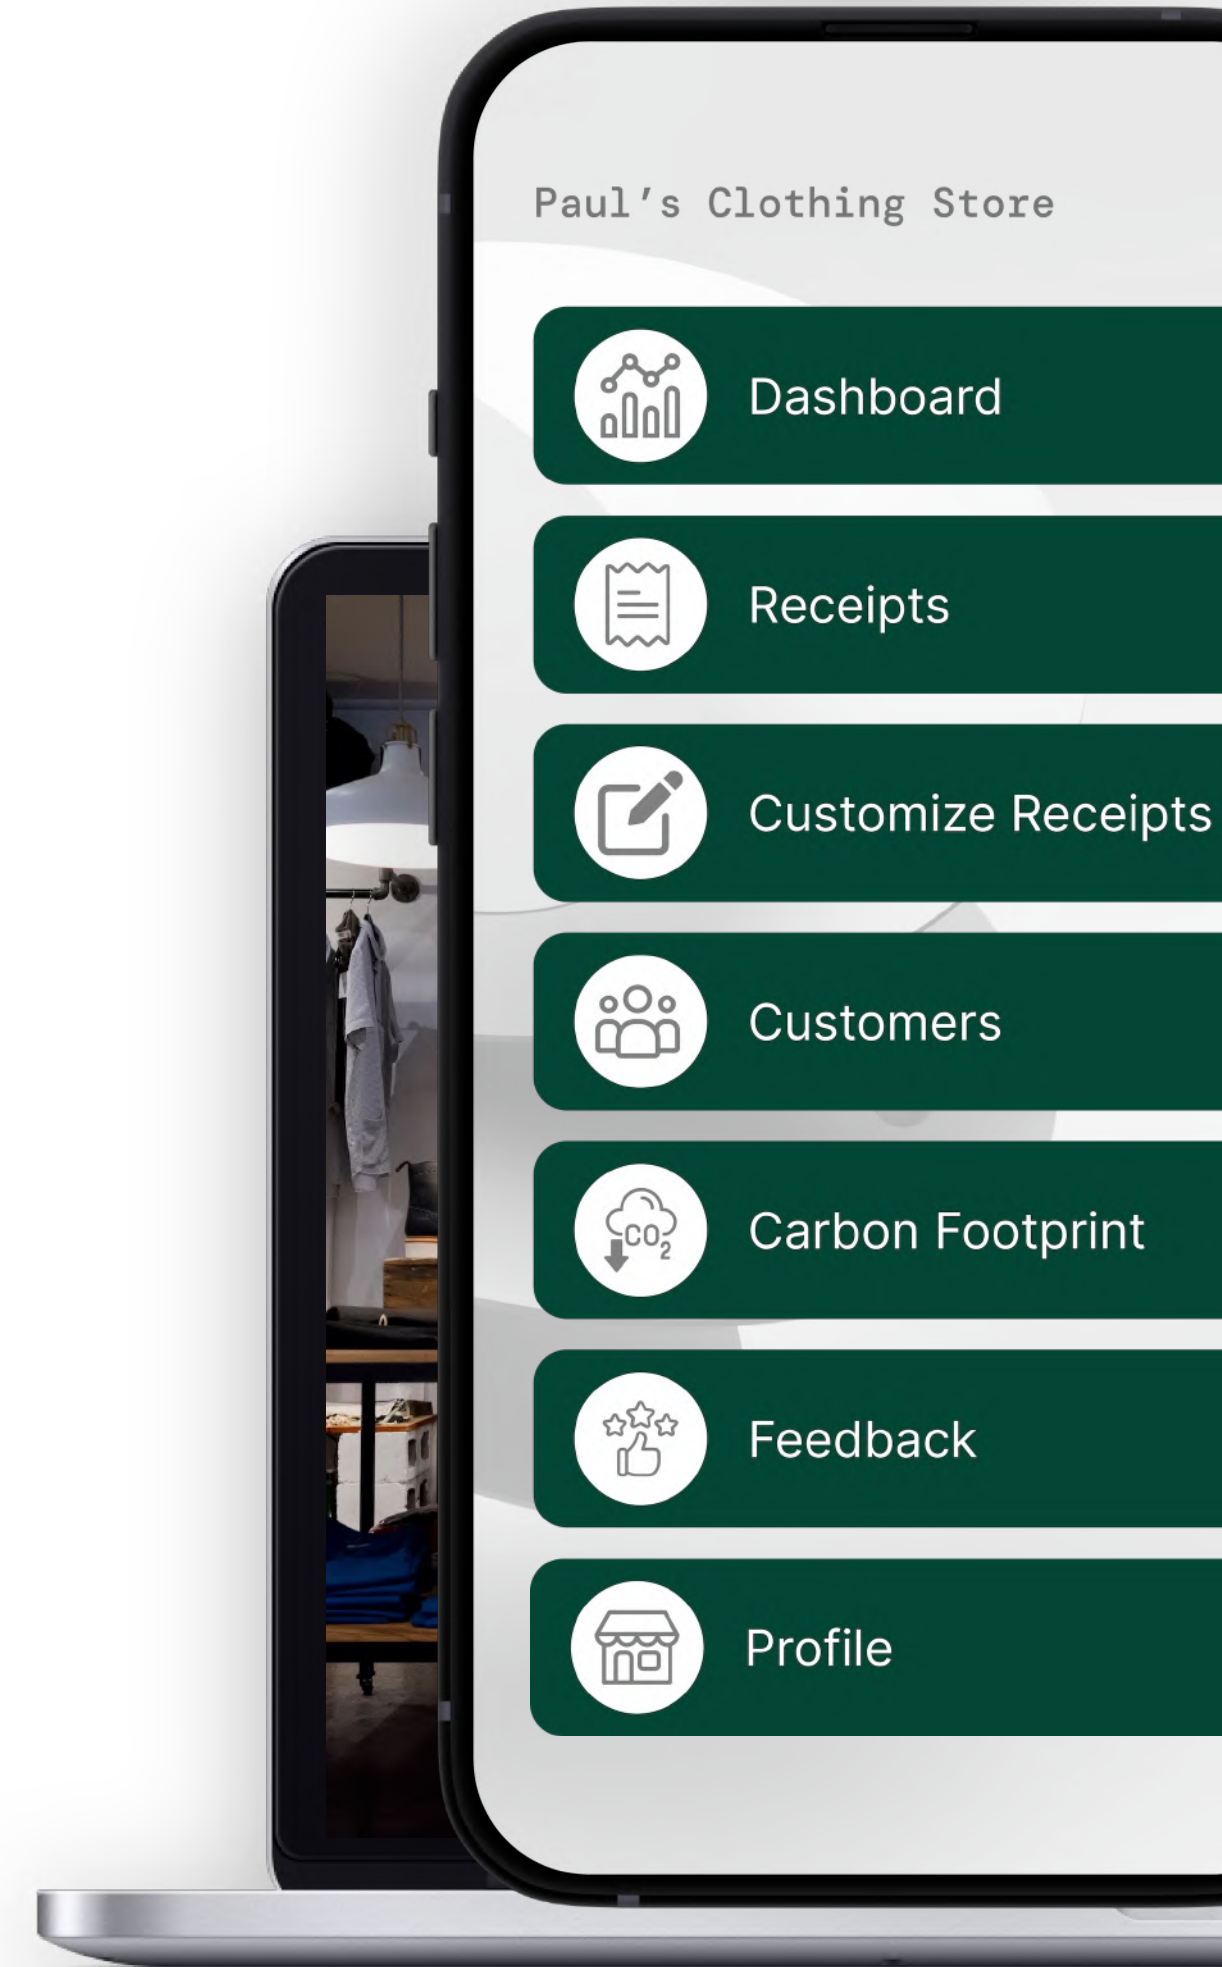 Paul’s Clothing Store
Dashboard
Receipts
Customize Receipts
Customers
CO2
Carbon Footprint
Feedback
Profile